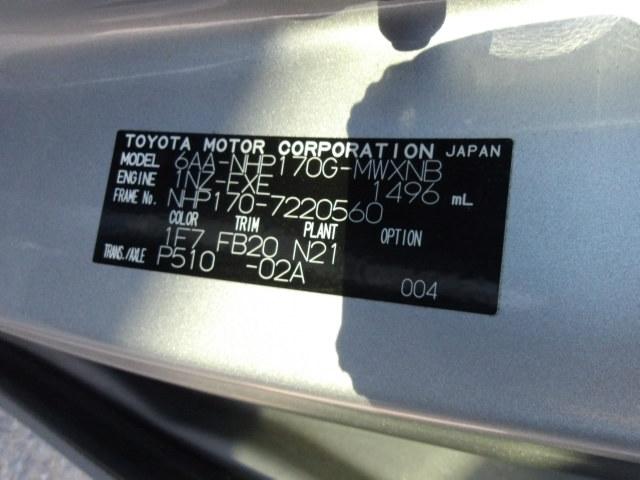 TOYOTA MOTOR CORPORATION JAPAN
MODEL 6AA-NHP170G-MWXNB
ENGINE 1NZ-EXE 1496 mL
FRAME No. NHP170-7220560
COLOR TRIM PLANT OPTION
1F7 FB20 N21
TRANS./AXLE P510 -02A
004